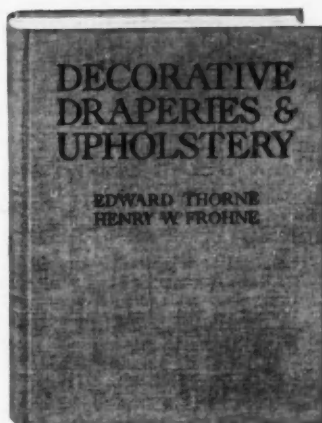 DECORATIVE
DRAPERIES &
UPHOLSTERY
EDWARD THORNE
HENRY W. FROHNE